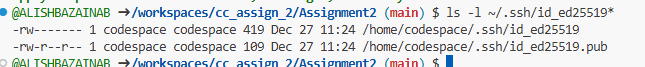 @ALISHBAZAINAB ➜/workspaces/cc_assign_2/Assignment2 (main) $ ls -l ~/.ssh/id_ed25519*
-rw------- 1 codespace codespace 419 Dec 27 11:24 /home/codespace/.ssh/id_ed25519
-rw-r--r-- 1 codespace codespace 109 Dec 27 11:24 /home/codespace/.ssh/id_ed25519.pub
@ALISHBAZAINAB ➜/workspaces/cc_assign_2/Assignment2 (main) $